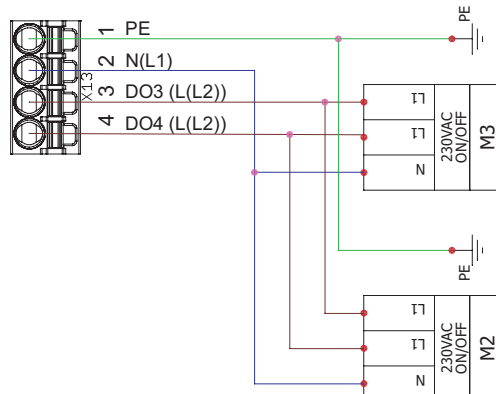 1 PE
2 N(L1)
3 DO3 (L(L2))
4 DO4 (L(L2))
X13
PE
L1
L1
N
230VAC
ON/OFF
M3
PE
L1
L1
N
230VAC
ON/OFF
M2